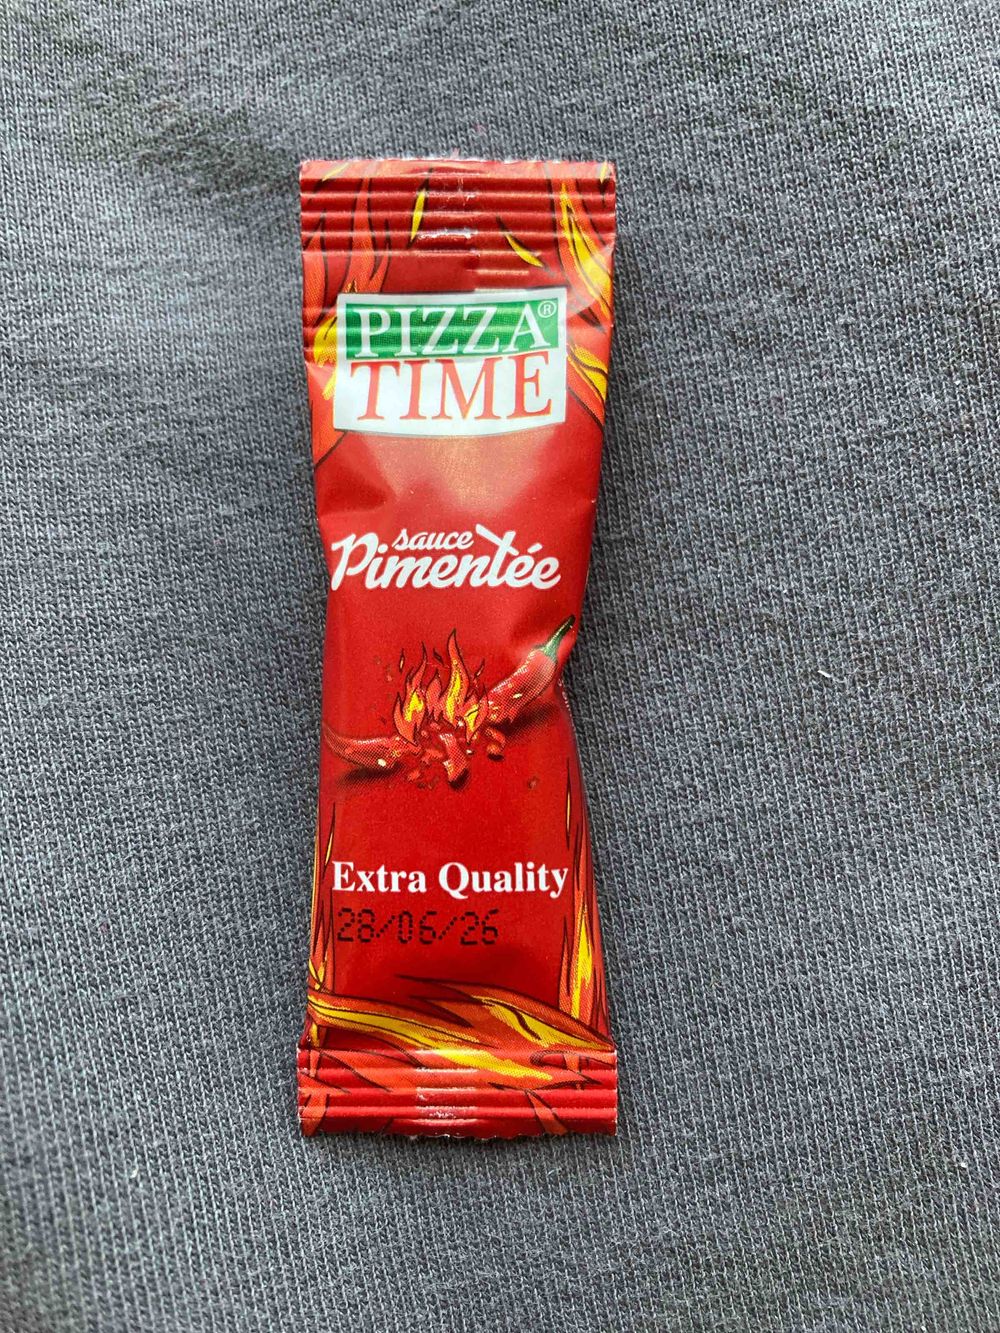 PIZZA®
TIME
sauce
Pimentée
Extra Quality
28/06/26